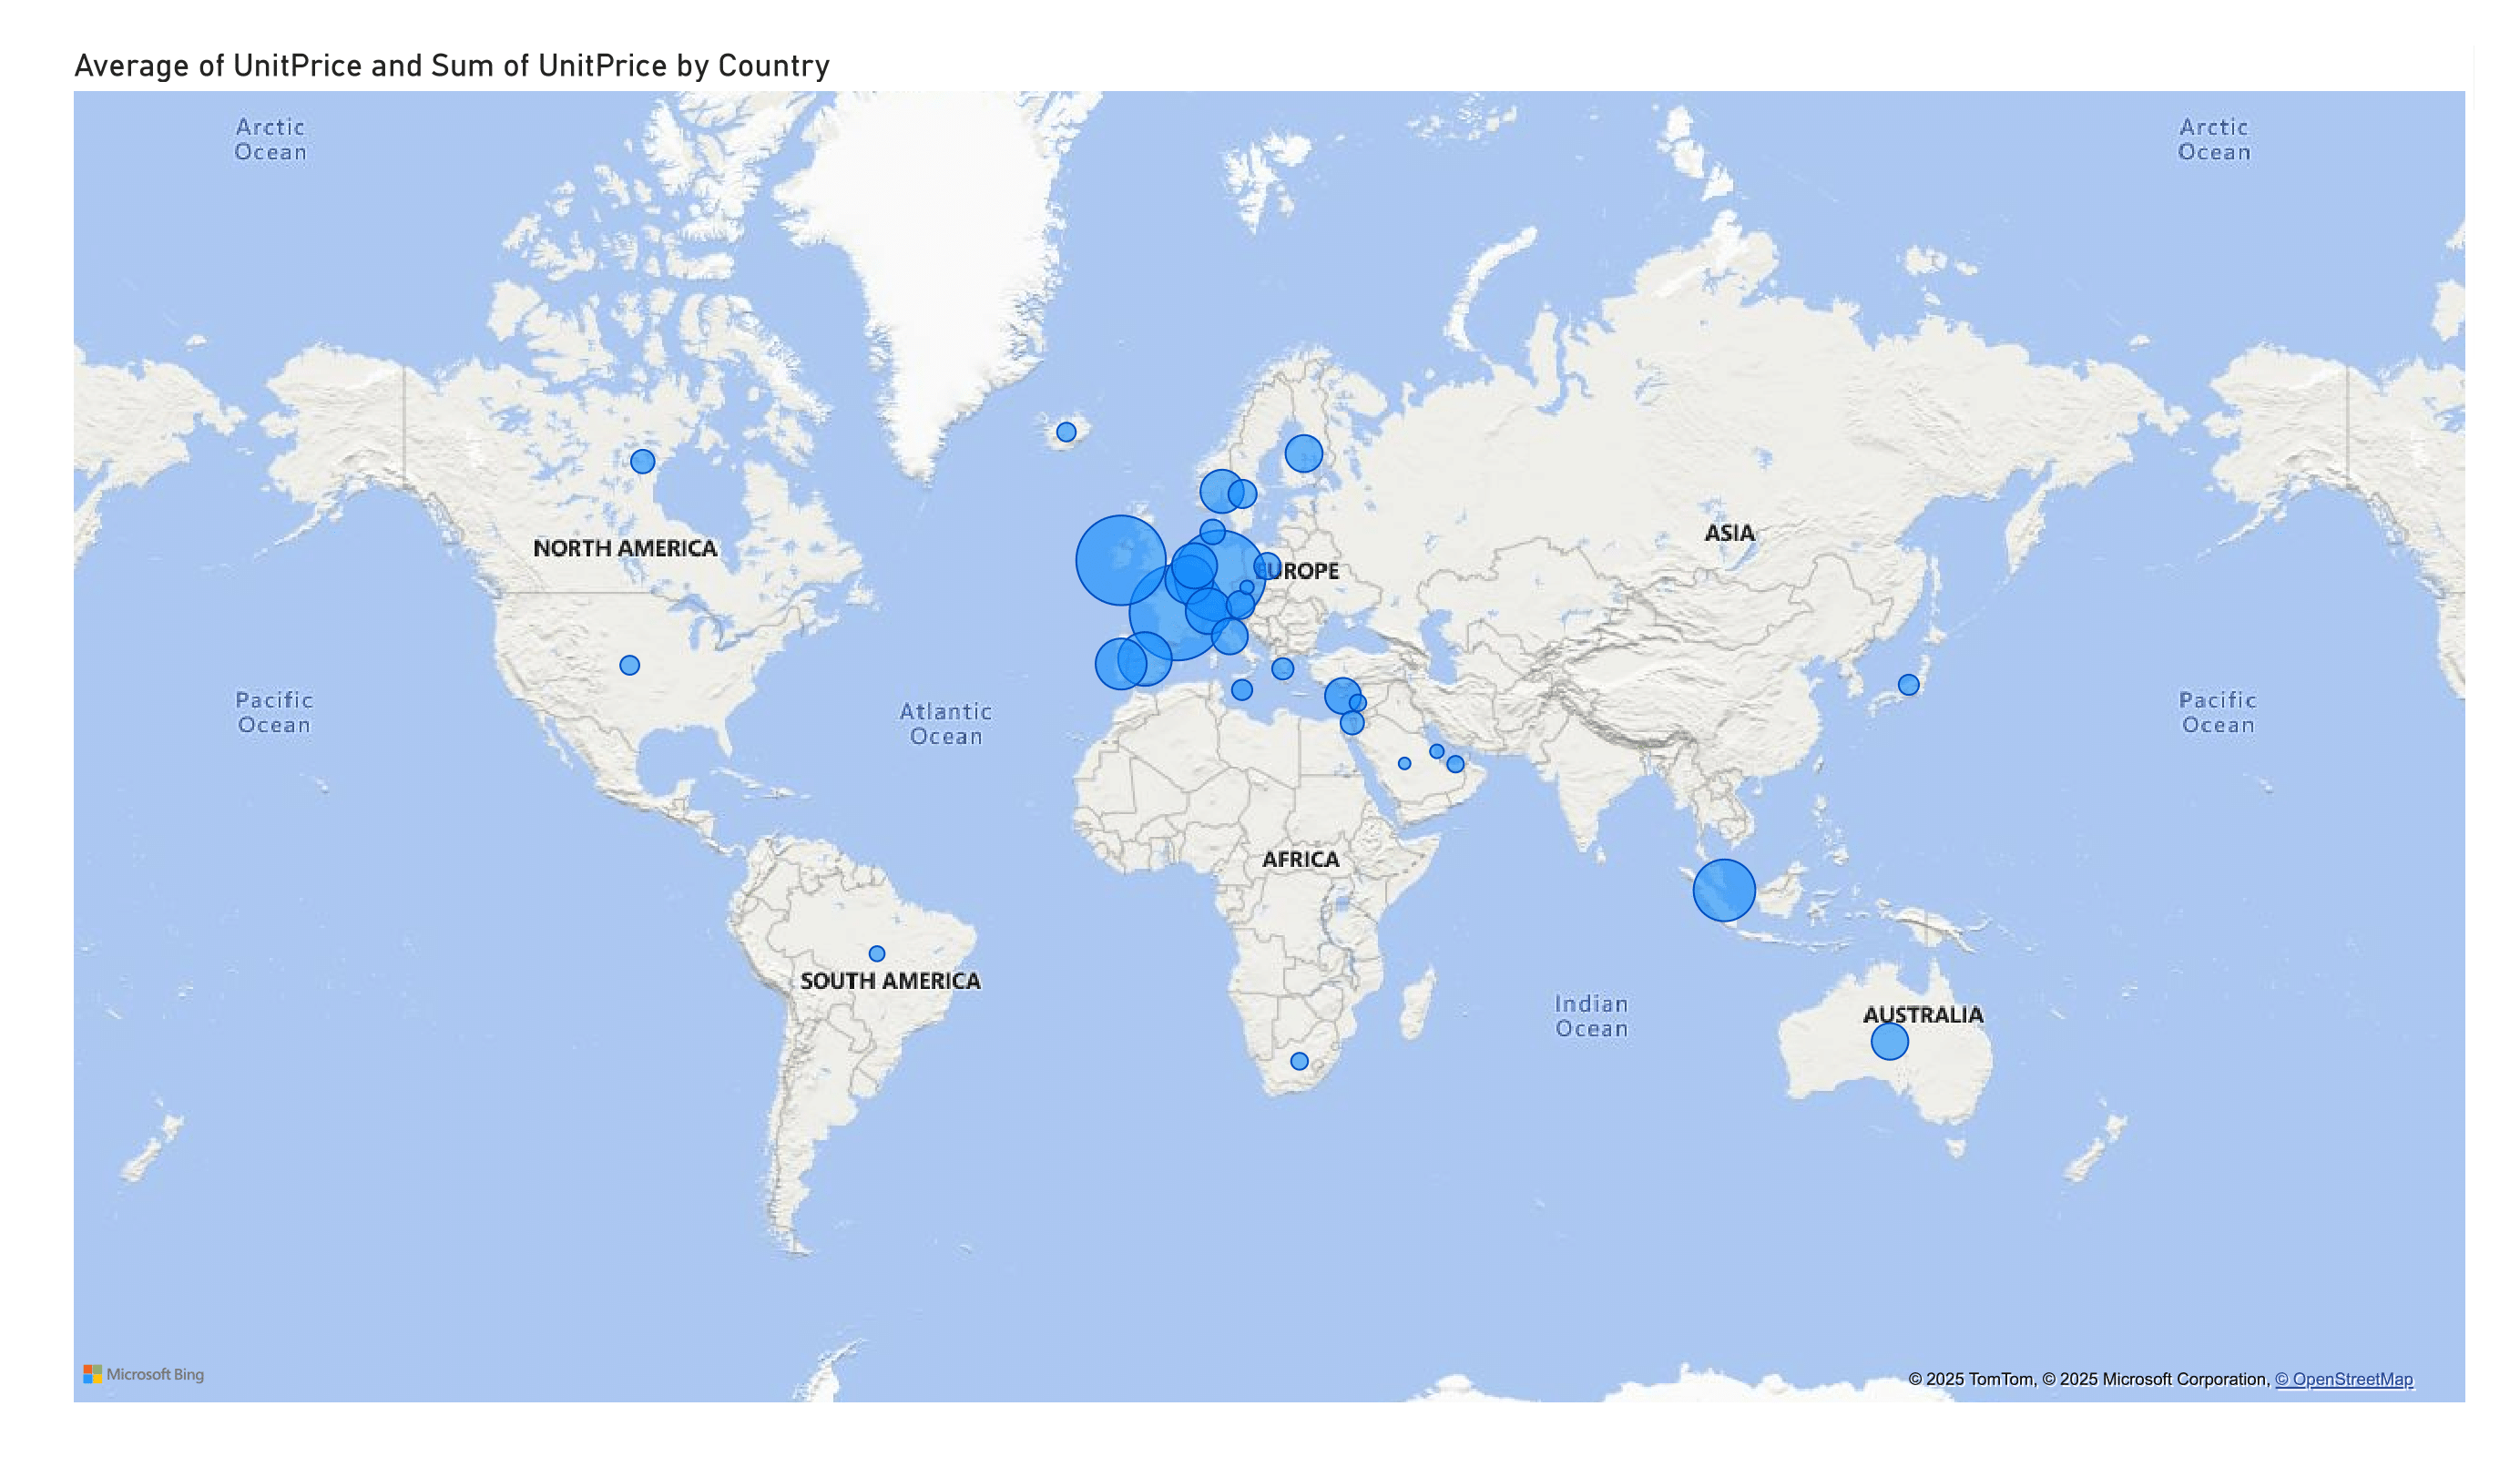 Average of UnitPrice and Sum of UnitPrice by Country
Arctic
Ocean
Arctic
Ocean
NORTH AMERICA
ASIA
EUROPE
Pacific
Ocean
Atlantic
Ocean
Pacific
Ocean
AFRICA
SOUTH AMERICA
Indian
Ocean
AUSTRALIA
Microsoft Bing
© 2025 TomTom, © 2025 Microsoft Corporation, © OpenStreetMap